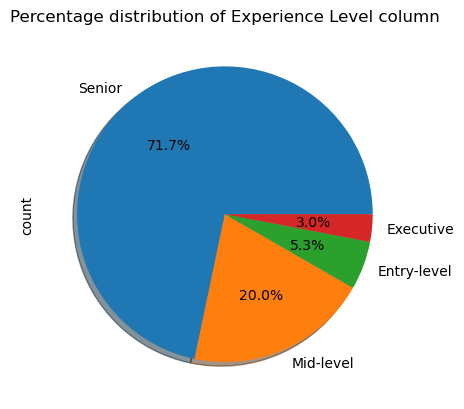 Percentage distribution of Experience Level column
Senior
71.7%
count
3.0%
Executive
5.3%
Entry-level
20.0%
Mid-level